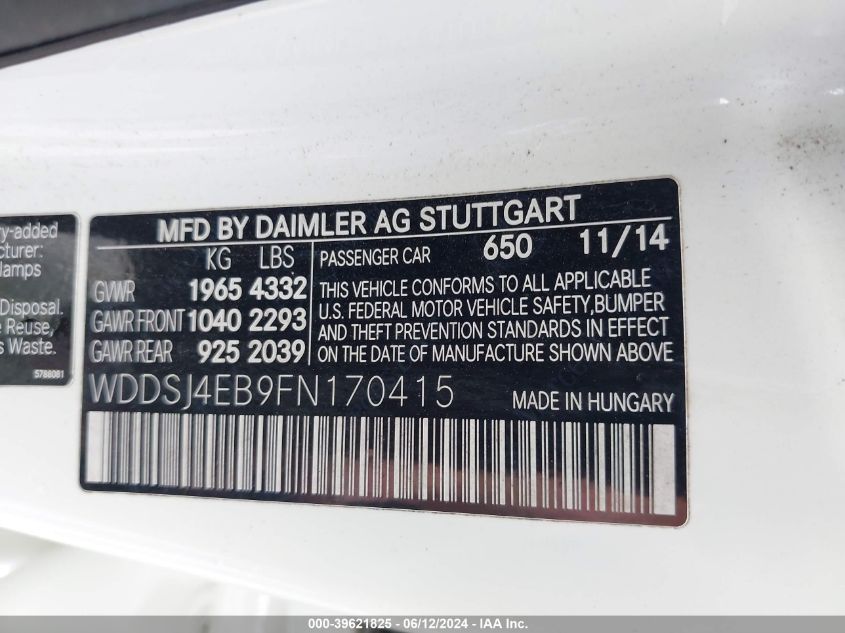 ry-added
cturer:
lamps
Disposal.
e Reuse,
s Waste.
5788081
MFD BY DAIMLER AG STUTTGART
KG LBS
GVWR 1965 4332
GAWR FRONT 1040 2293
GAWR REAR 925 2039
PASSENGER CAR 650 11/14
THIS VEHICLE CONFORMS TO ALL APPLICABLE
U.S. FEDERAL MOTOR VEHICLE SAFETY, BUMPER
AND THEFT PREVENTION STANDARDS IN EFFECT
ON THE DATE OF MANUFACTURE SHOWN ABOVE
WDDSJ4EB9FN170415 MADE IN HUNGARY
000-39621825 - 06/12/2024 - IAA Inc.